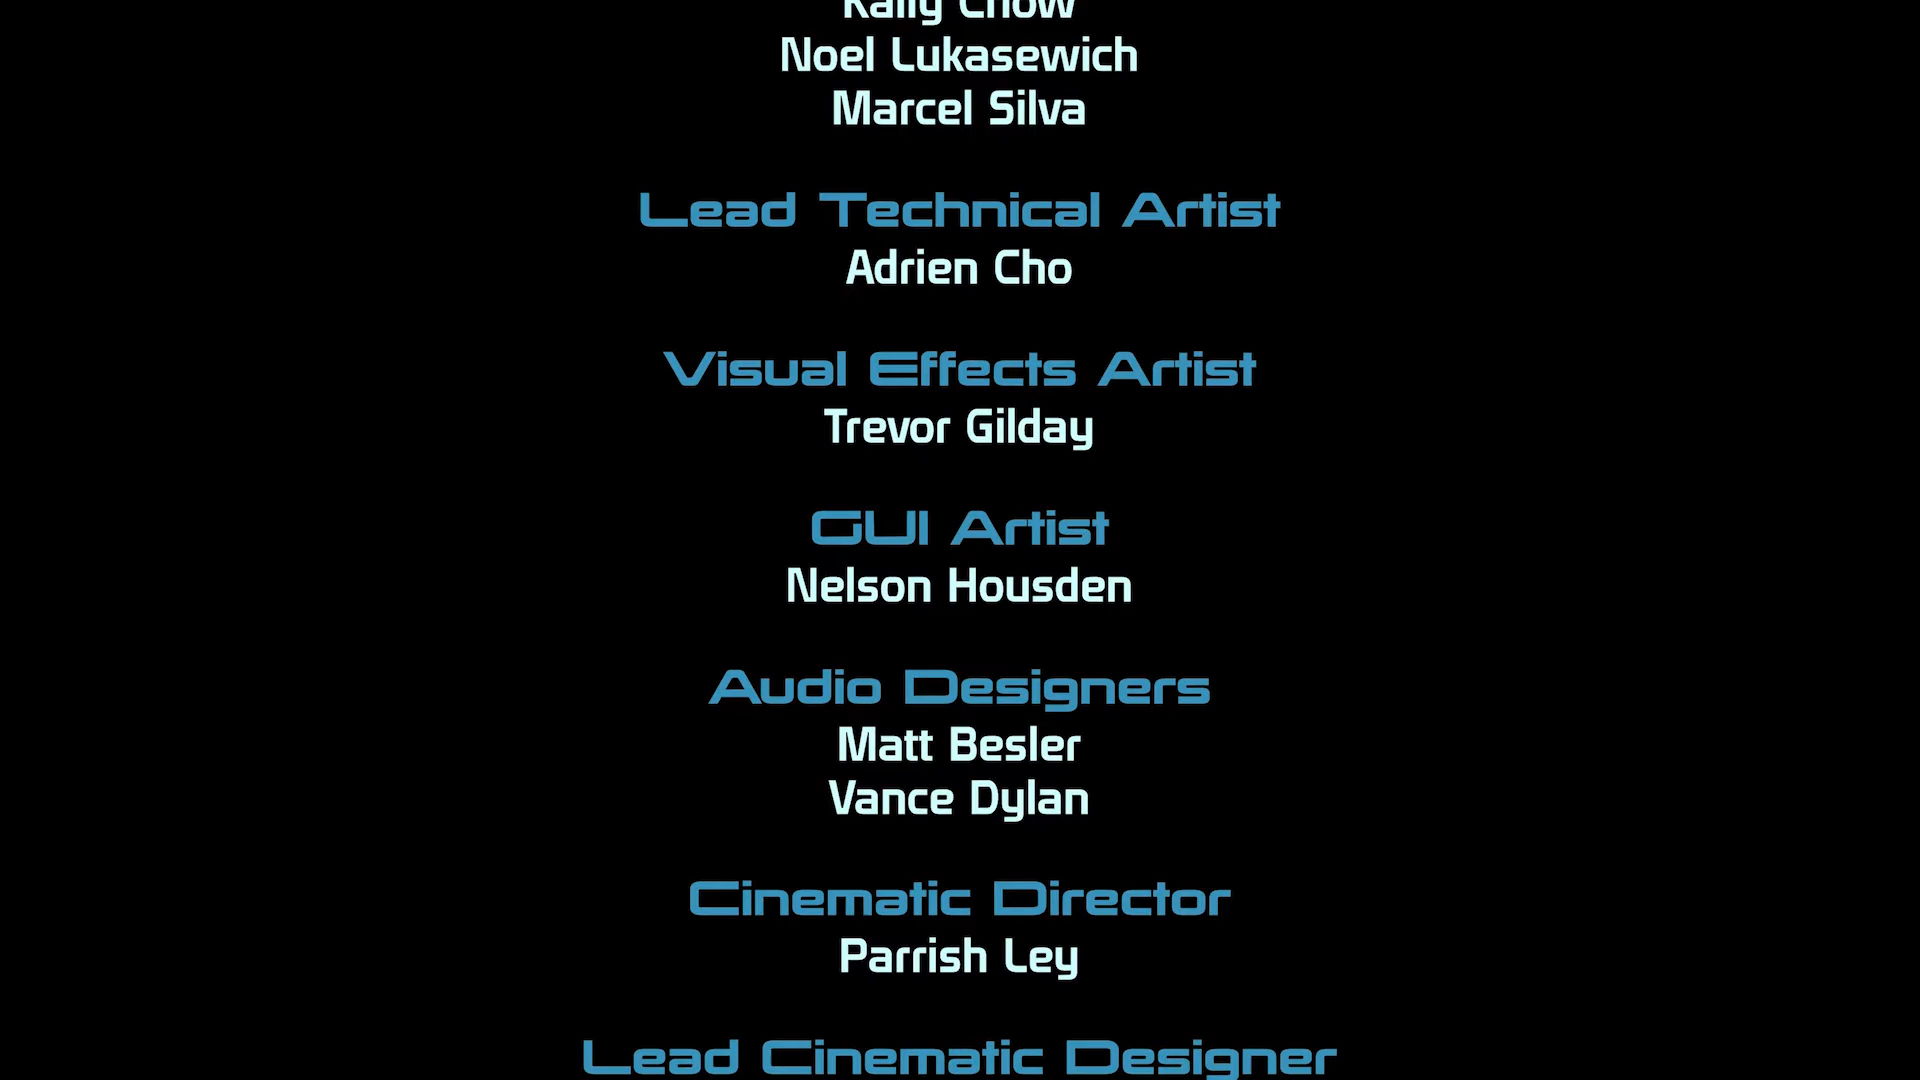 Chow
Noel Lukasewich
Marcel Silva
Lead Technical Artist
Adrien Cho
Visual Effects Artist
Trevor Gilday
GUI Artist
Nelson Housden
Audio Designers
Matt Besler
Vance Dylan
Cinematic Director
Parrish Ley
Lead Cinematic Designer